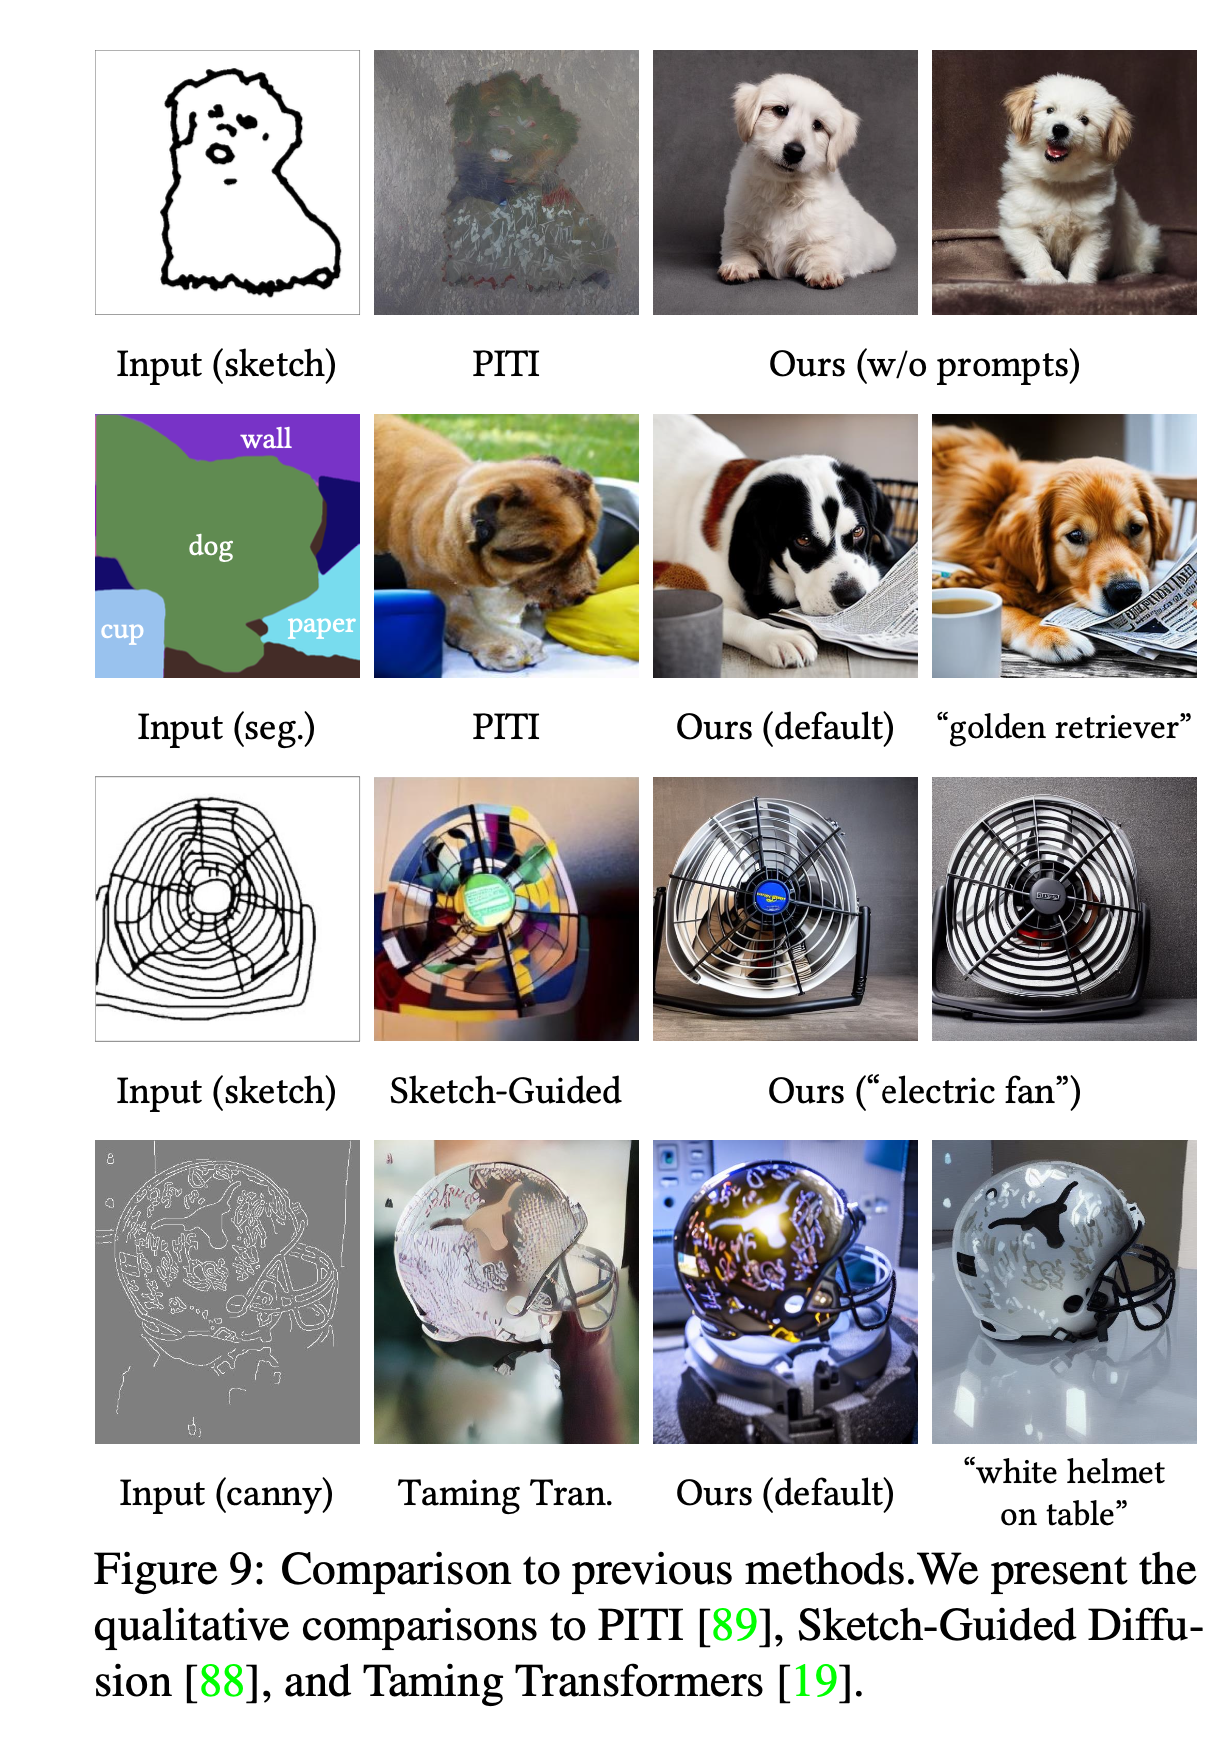 Input (sketch) PITI Ours (w/o prompts)
wall
dog
cup
paper
Input (seg.) PITI Ours (default) “golden retriever”
Input (sketch) Sketch-Guided Ours (“electric fan”)
Input (canny) Taming Tran. Ours (default) “white helmet
on table”
Figure 9: Comparison to previous methods.We present the
qualitative comparisons to PITI [89], Sketch-Guided Diffu-
sion [88], and Taming Transformers [19].